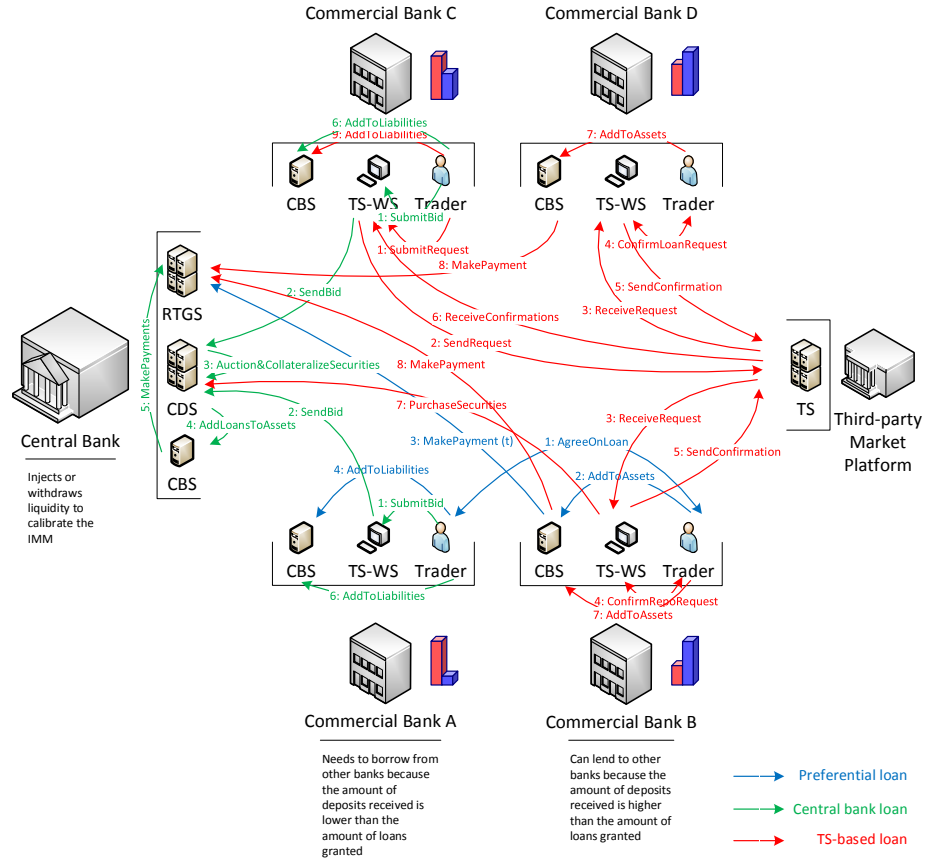 Commercial Bank C
Commercial Bank D
6: AddToLiabilities
9: AddToLiabilities
7: AddToAssets
CBS
TS-WS
Trader
CBS
TS-WS
Trader
1: SubmitBid
1: SubmitRequest
4: ConfirmLoanRequest
8: MakePayment
5: SendConfirmation
2: SendBid
3: ReceiveRequest
RTGS
6: ReceiveConfirmations
2: SendRequest
5: MakePayments
3: Auction&CollateralizeSecurities
8: MakePayment
CDS
TS
Third-party
Market
Platform
7: PurchaseSecurities
2: SendBid
4: AddLoansToAssets
3: ReceiveRequest
Central Bank
3: MakePayment (t)
1: AgreeOnLoan
5: SendConfirmation
CBS
4: AddToLiabilities
2: AddToAssets
Injects or
withdraws
liquidity to
calibrate the
IMM
1: SubmitBid
CBS
TS-WS
Trader
CBS
TS-WS
Trader
6: AddToLiabilities
4: ConfirmRepoRequest
7: AddToAssets
Commercial Bank A
Commercial Bank B
Needs to borrow from
other banks because
the amount of
deposits received is
lower than the
amount of loans
granted
Can lend to other
banks because the
amount of deposits
received is higher
than the amount of
loans granted
Preferential loan
Central bank loan
TS-based loan